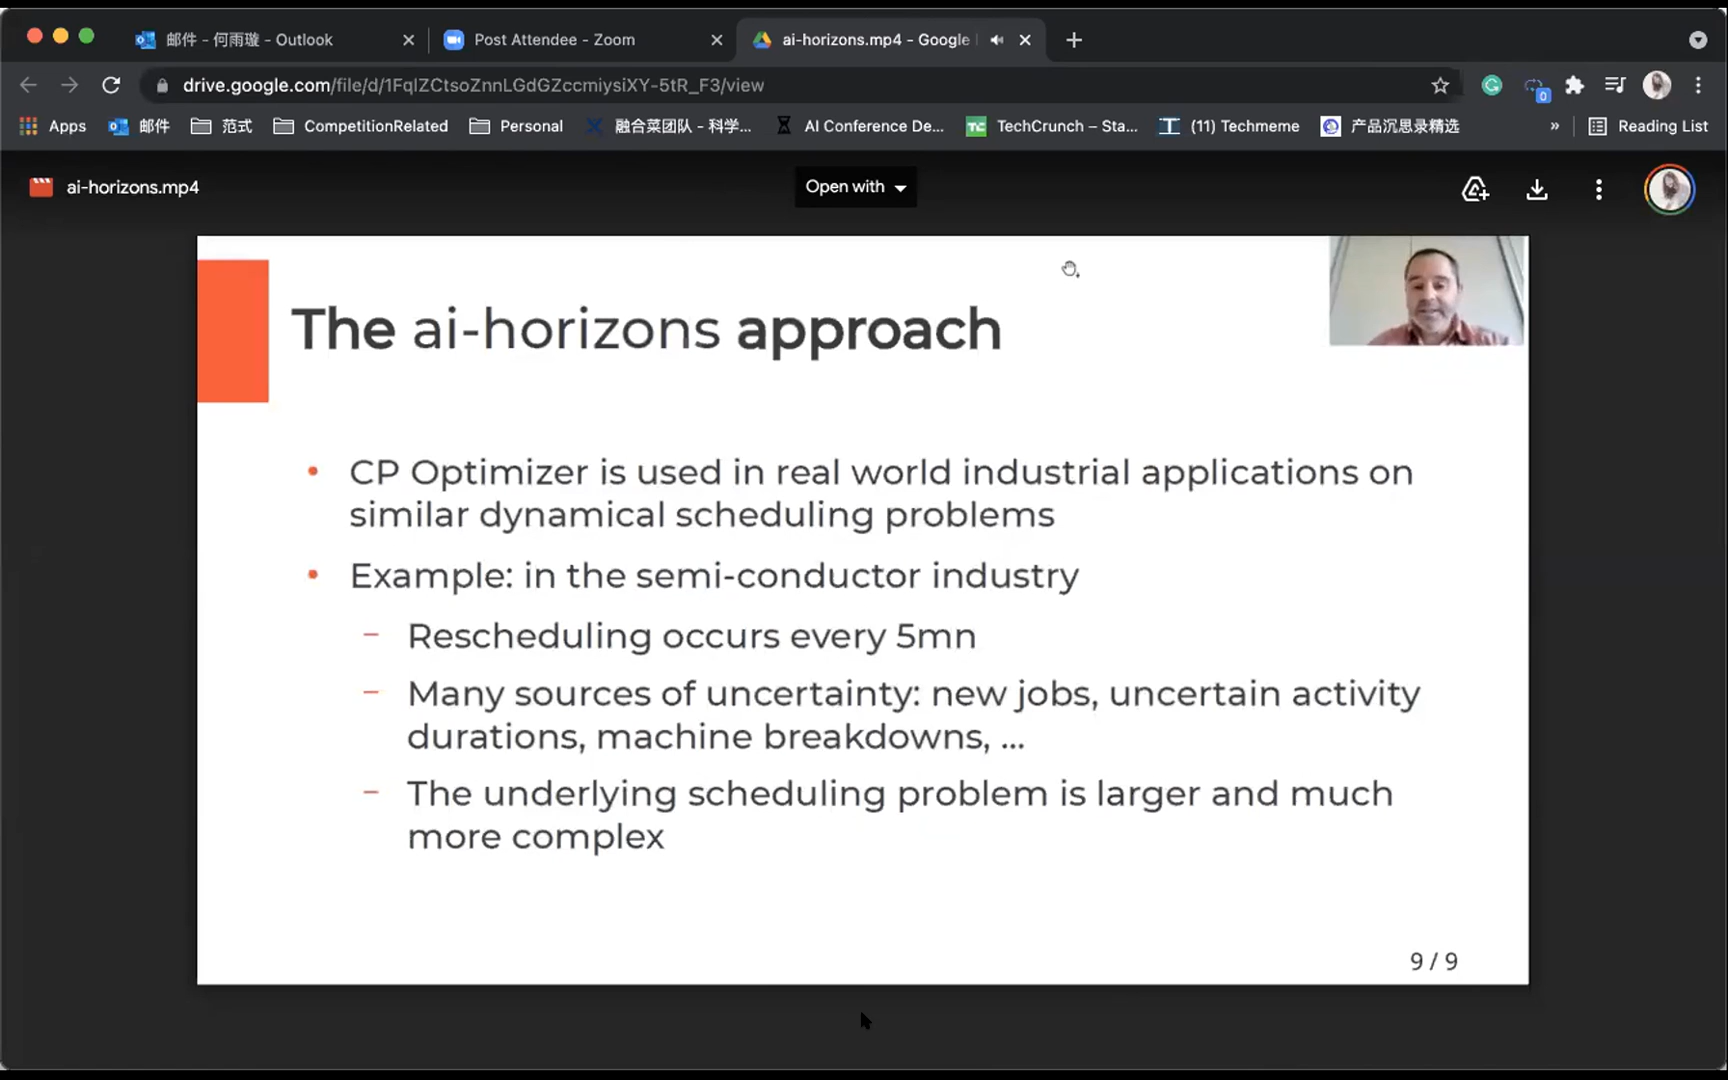 邮件 - 何雨璇 - Outlook
Post Attendee - Zoom
ai-horizons.mp4 - Google
drive.google.com/file/d/1FqlZCtsoZnnLGdGZccmiysiXY-5tR_F3/view
0
Apps
邮件
范式
CompetitionRelated
Personal
融合菜团队 - 科学...
AI Conference De...
TechCrunch – Sta...
(11) Techmeme
产品沉思录精选
»
Reading List
ai-horizons.mp4
Open with
The ai-horizons approach
• CP Optimizer is used in real world industrial applications on
similar dynamical scheduling problems
• Example: in the semi-conductor industry
– Rescheduling occurs every 5mn
– Many sources of uncertainty: new jobs, uncertain activity
durations, machine breakdowns, ...
– The underlying scheduling problem is larger and much
more complex
9 / 9